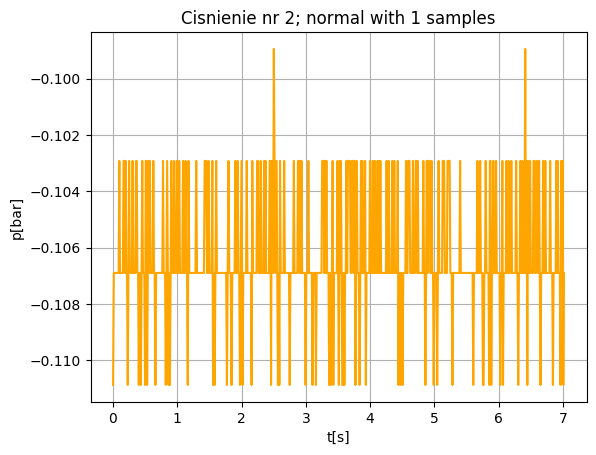 Cisnienie nr 2; normal with 1 samples
p[bar]
−0.100
−0.102
−0.104
−0.106
−0.108
−0.110
0 1 2 3 4 5 6 7
t[s]